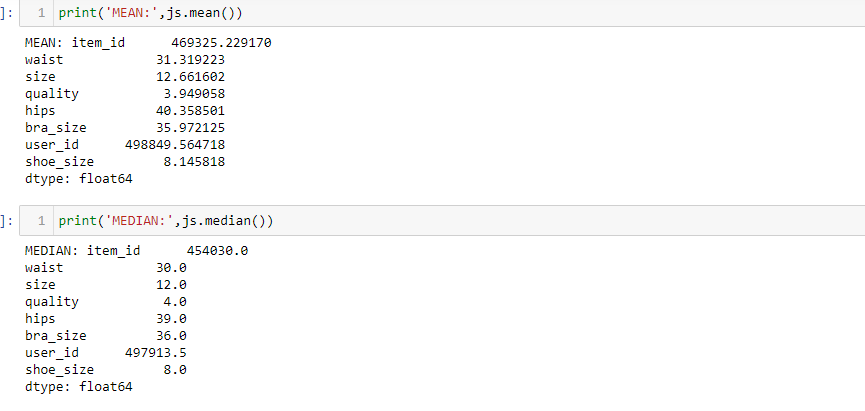 ]: 1 print('MEAN:',js.mean())
MEAN: item_id 469325.229170
waist 31.319223
size 12.661602
quality 3.949058
hips 40.358501
bra_size 35.972125
user_id 498849.564718
shoe_size 8.145818
dtype: float64
]: 1 print('MEDIAN:',js.median())
MEDIAN: item_id 454030.0
waist 30.0
size 12.0
quality 4.0
hips 39.0
bra_size 36.0
user_id 497913.5
shoe_size 8.0
dtype: float64